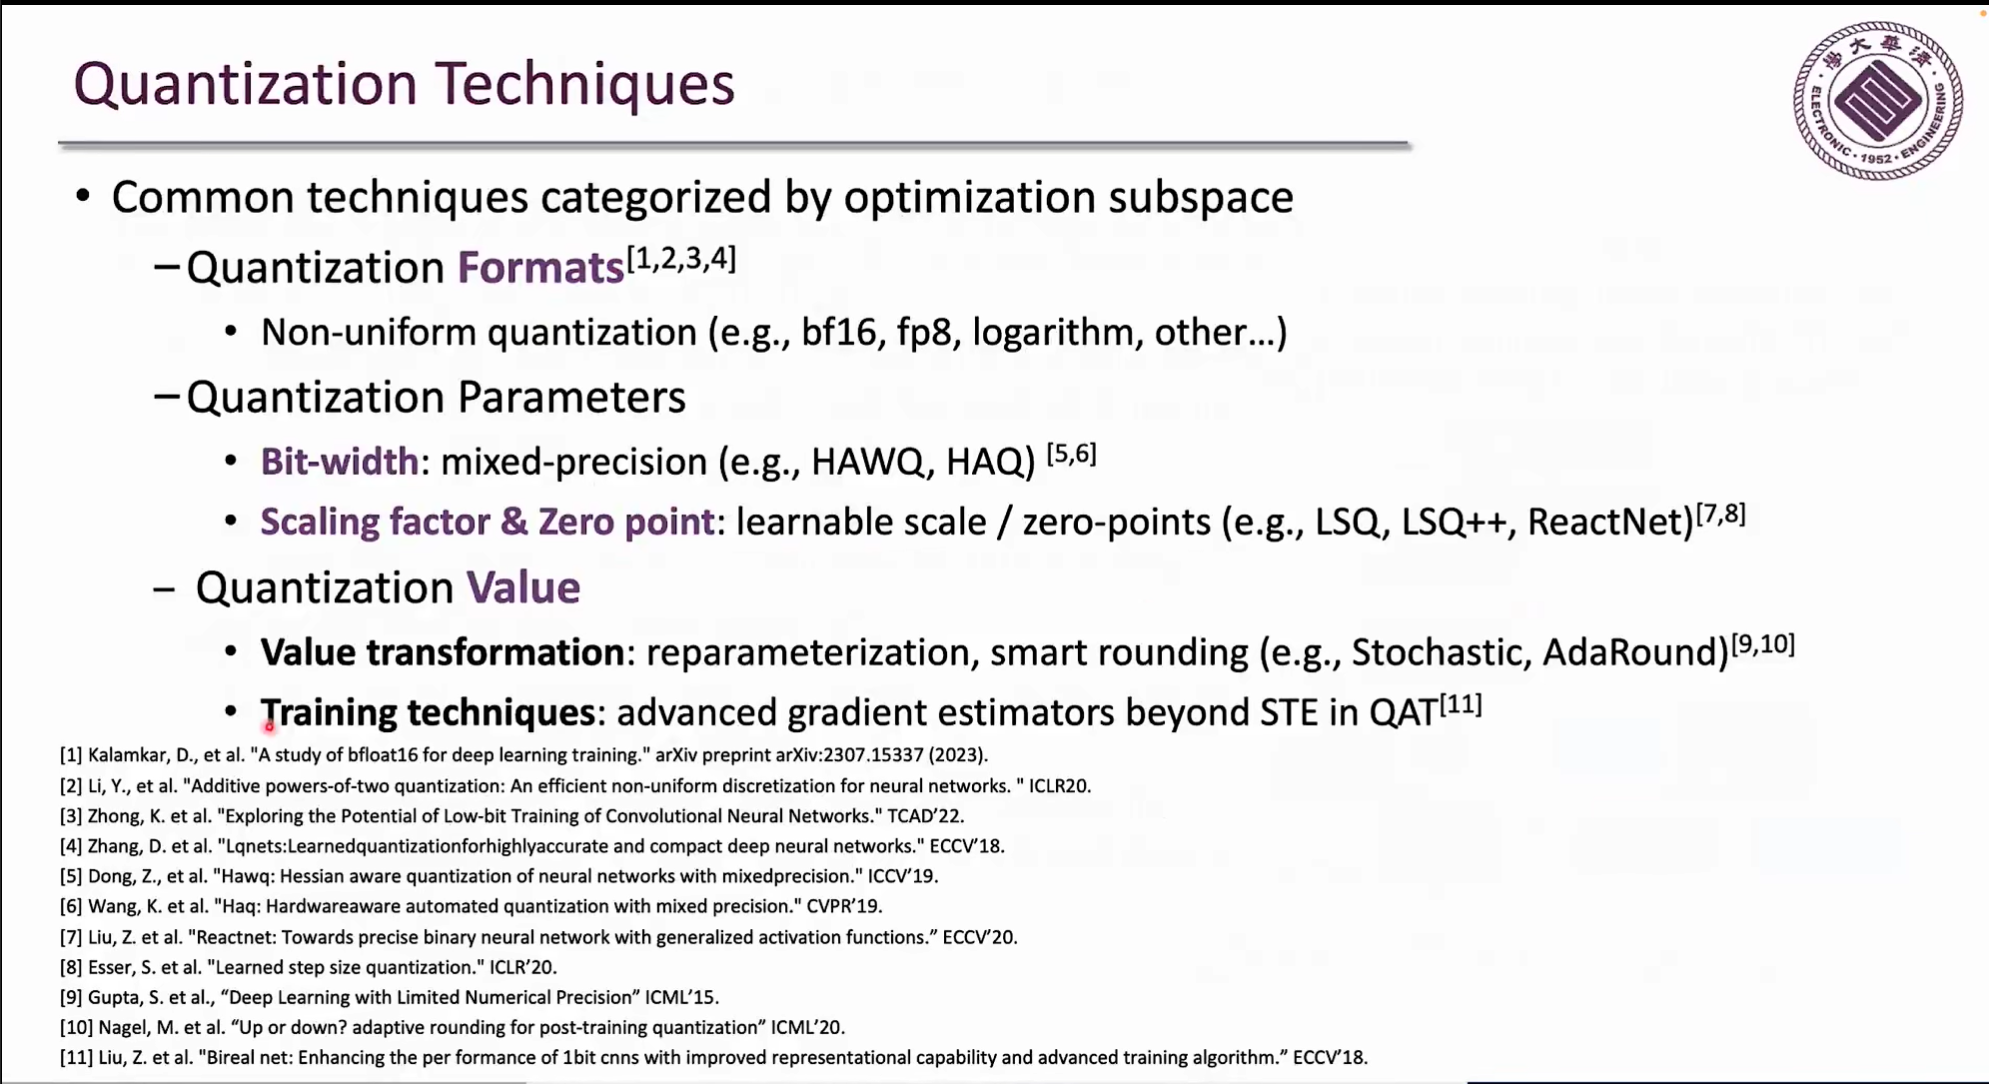 Quantization Techniques
學大華清
ELECTRONIC · 1952 · ENGINEERING
• Common techniques categorized by optimization subspace
–Quantization Formats[1,2,3,4]
• Non-uniform quantization (e.g., bf16, fp8, logarithm, other…)
–Quantization Parameters
• Bit-width: mixed-precision (e.g., HAWQ, HAQ) [5,6]
• Scaling factor & Zero point: learnable scale / zero-points (e.g., LSQ, LSQ++, ReactNet)[7,8]
– Quantization Value
• Value transformation: reparameterization, smart rounding (e.g., Stochastic, AdaRound)[9,10]
• Training techniques: advanced gradient estimators beyond STE in QAT[11]
[1] Kalamkar, D., et al. "A study of bfloat16 for deep learning training." arXiv preprint arXiv:2307.15337 (2023).
[2] Li, Y., et al. "Additive powers-of-two quantization: An efficient non-uniform discretization for neural networks. " ICLR20.
[3] Zhong, K. et al. "Exploring the Potential of Low-bit Training of Convolutional Neural Networks." TCAD’22.
[4] Zhang, D. et al. "Lqnets:Learnedquantizationforhighlyaccurate and compact deep neural networks." ECCV’18.
[5] Dong, Z., et al. "Hawq: Hessian aware quantization of neural networks with mixedprecision." ICCV’19.
[6] Wang, K. et al. "Haq: Hardwareaware automated quantization with mixed precision." CVPR’19.
[7] Liu, Z. et al. "Reactnet: Towards precise binary neural network with generalized activation functions.” ECCV’20.
[8] Esser, S. et al. "Learned step size quantization." ICLR’20.
[9] Gupta, S. et al., “Deep Learning with Limited Numerical Precision” ICML’15.
[10] Nagel, M. et al. “Up or down? adaptive rounding for post-training quantization” ICML’20.
[11] Liu, Z. et al. "Bireal net: Enhancing the per formance of 1bit cnns with improved representational capability and advanced training algorithm.” ECCV’18.